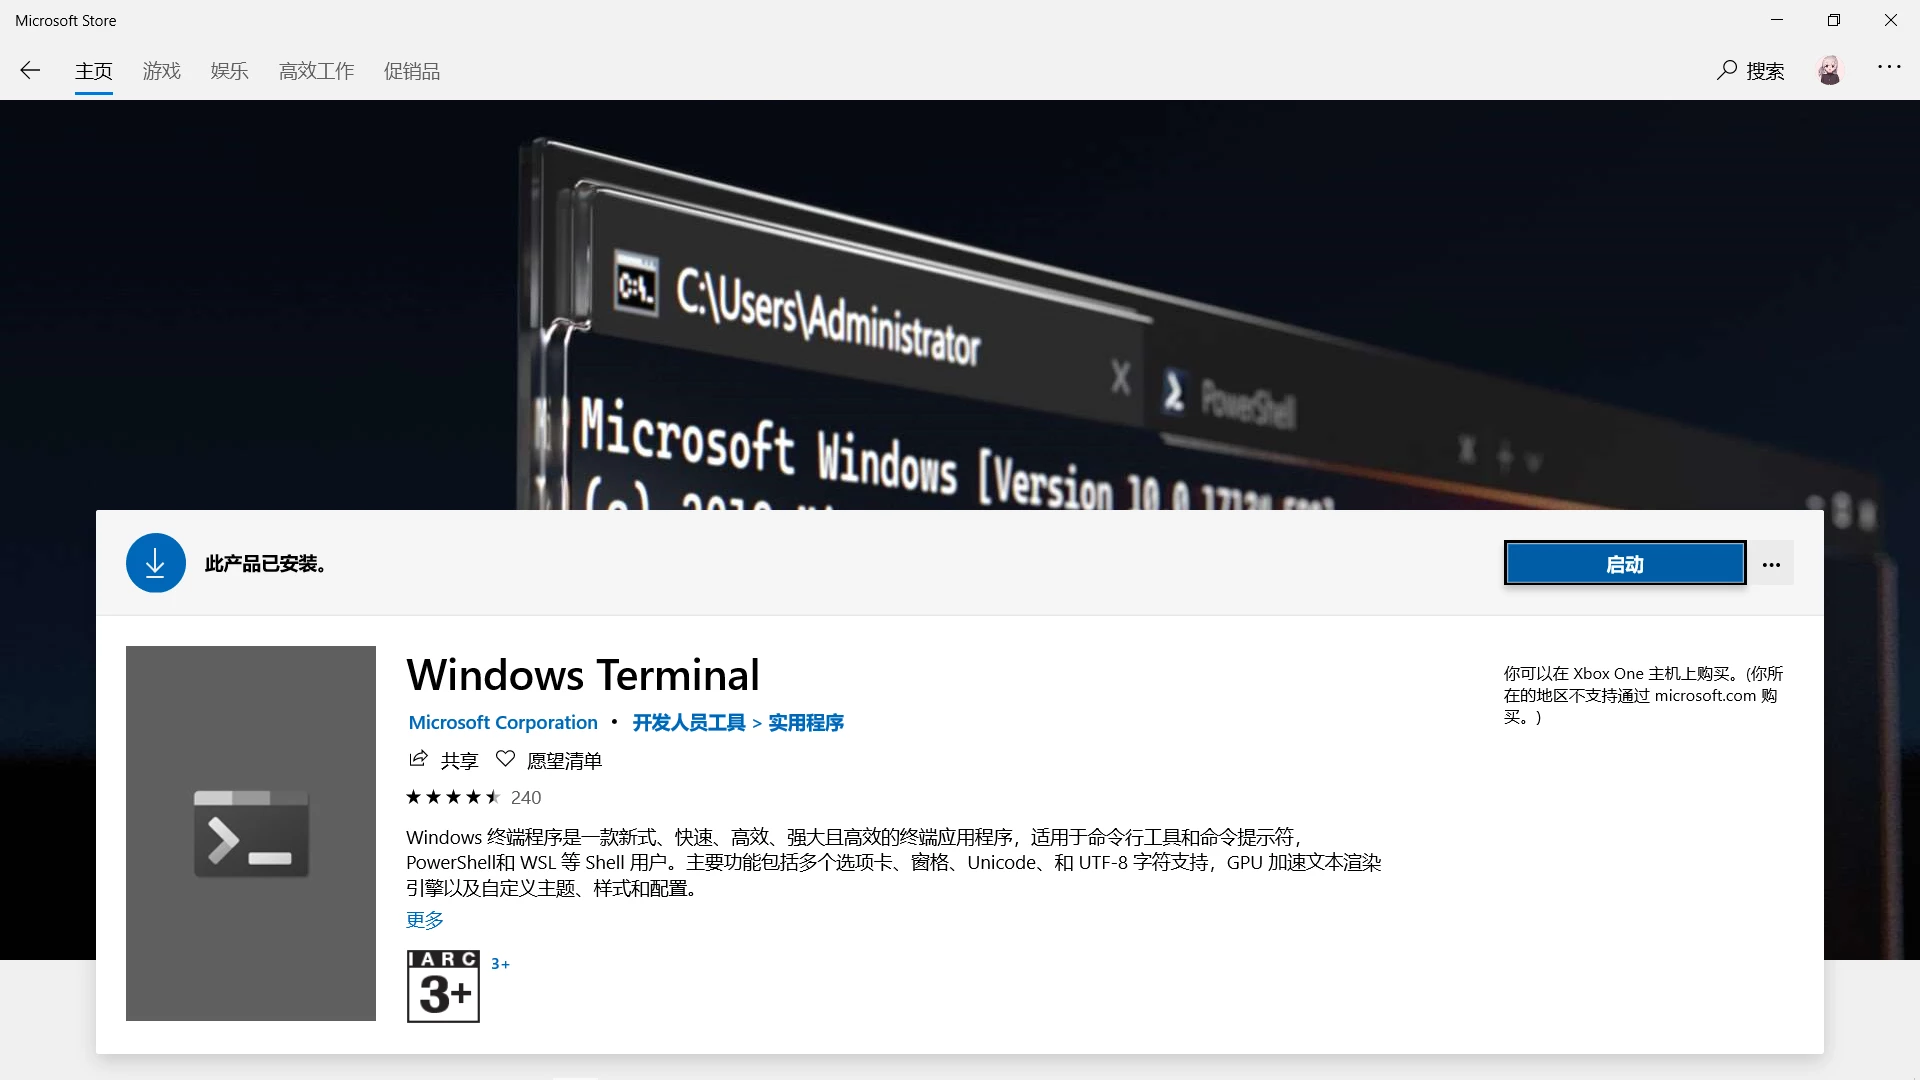 Microsoft Store
主页 游戏 娱乐 高效工作 促销品
搜索
C:\Users\Administrator X
PowerShell X + v
Microsoft Windows [Version 10.0.
此产品已安装。
启动
Windows Terminal
Microsoft Corporation • 开发人员工具 > 实用程序
共享 愿望清单
240
Windows 终端程序是一款新式、快速、高效、强大且高效的终端应用程序，适用于命令行工具和命令提示符，
PowerShell和 WSL 等 Shell 用户。主要功能包括多个选项卡、窗格、Unicode、和 UTF-8 字符支持，GPU 加速文本渲染
引擎以及自定义主题、样式和配置。
更多
IARC
3+
3+
你可以在 Xbox One 主机上购买。(你所
在的地区不支持通过 microsoft.com 购
买。)